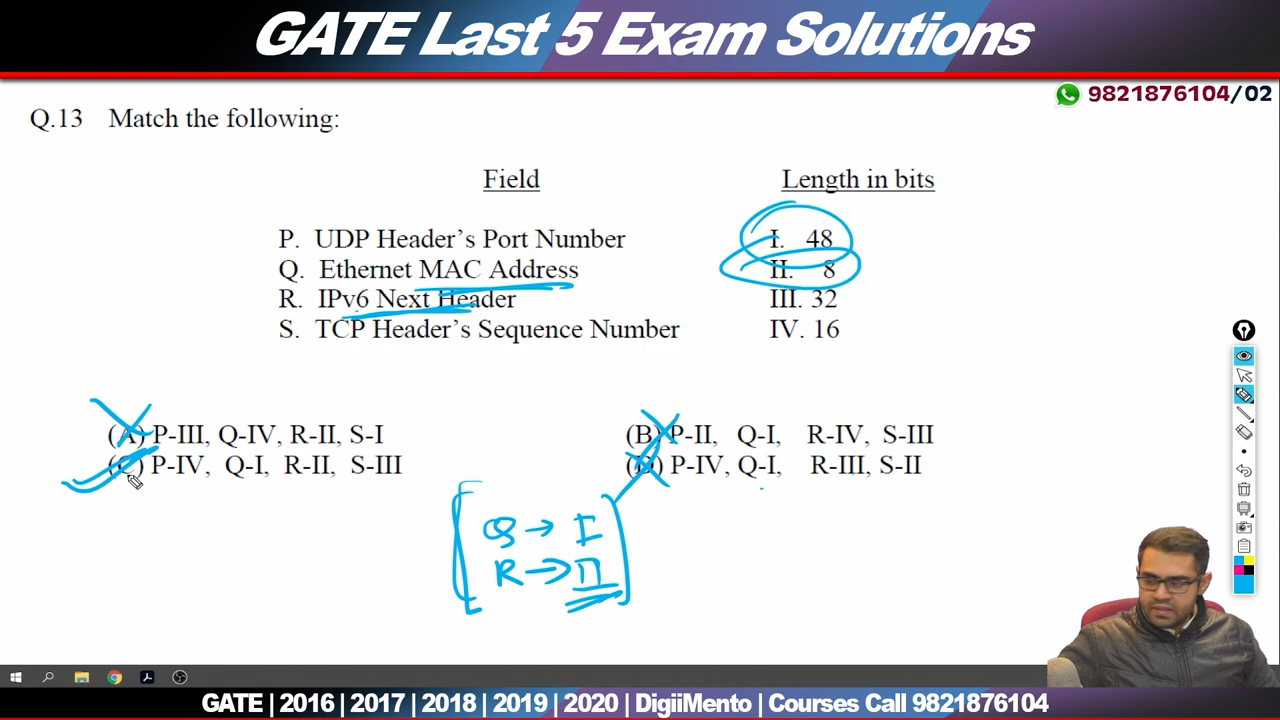 GATE Last 5 Exam Solutions
9821876104/02
Q.13 Match the following:
Field Length in bits
P. UDP Header's Port Number I. 48
Q. Ethernet MAC Address II. 8
R. IPv6 Next Header III. 32
S. TCP Header's Sequence Number IV. 16
(A) P-III, Q-IV, R-II, S-I (B) P-II, Q-I, R-IV, S-III
(C) P-IV, Q-I, R-II, S-III (D) P-IV, Q-I, R-III, S-II
Q → I
R → II
GATE | 2016 | 2017 | 2018 | 2019 | 2020 | DigiiMento | Courses Call 9821876104